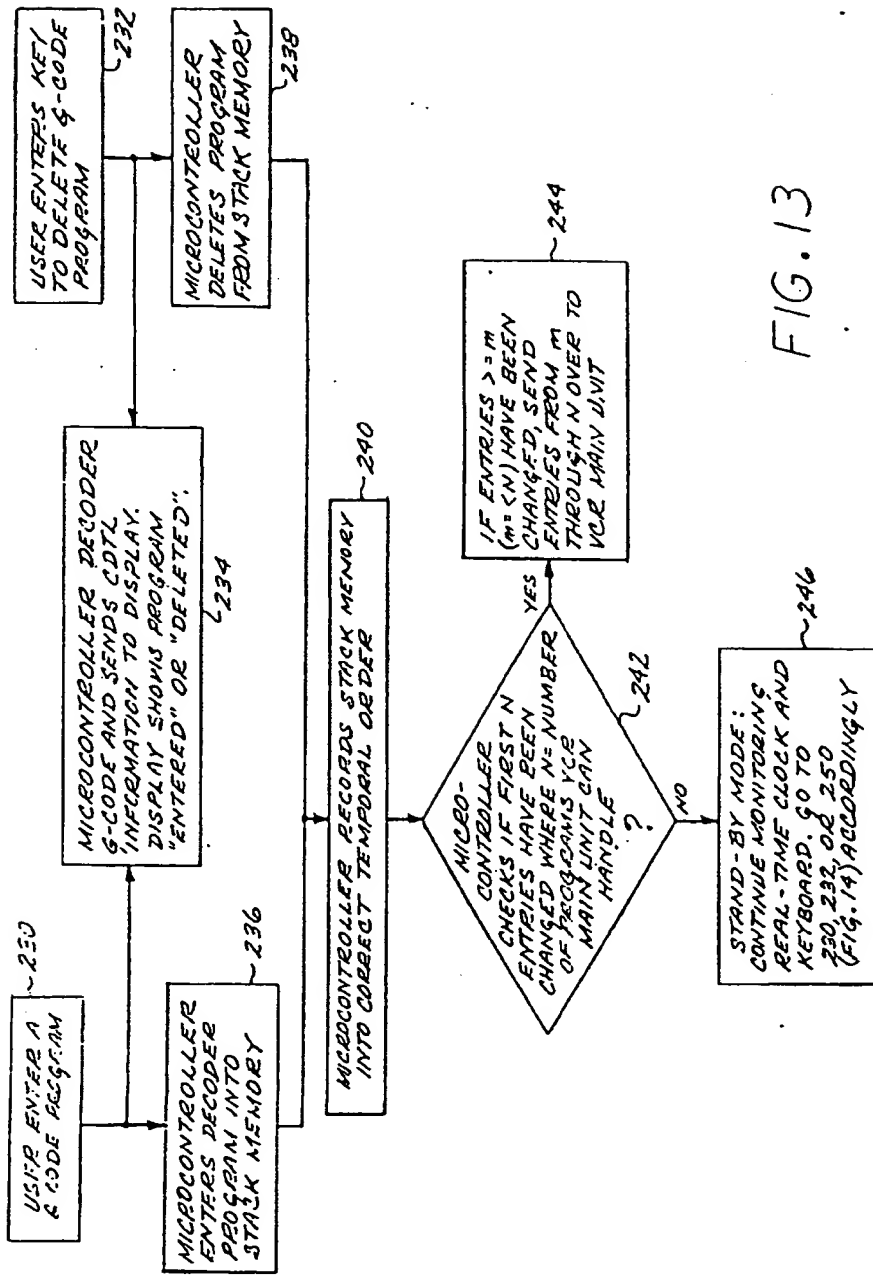 USER ENTER A
G CODE PROGRAM
230
USER ENTERS KEY
TO DELETE G-CODE
PROGRAM
232
MICROCONTROLLER DECODER
G-CODE AND SENDS CDTL
INFORMATION TO DISPLAY.
DISPLAY SHOWS PROGRAM
"ENTERED" OR "DELETED".
234
MICROCONTROLLER
ENTERS DECODER
PROGRAM INTO
STACK MEMORY
236
MICROCONTROLLER
DELETES PROGRAM
FROM STACK MEMORY
238
MICROCONTROLLER RECORDS STACK MEMORY
INTO CORRECT TEMPORAL ORDER
240
MICRO-
CONTROLLER
CHECKS IF FIRST N
ENTRIES HAVE BEEN
CHANGED WHERE N= NUMBER
OF PROGRAMS VCR
MAIN UNIT CAN
HANDLE
?
242
YES
IF ENTRIES >=m
(m=<N) HAVE BEEN
CHANGED, SEND
ENTRIES FROM m
THROUGH N OVER TO
VCR MAIN UNIT
244
NO
STAND-BY MODE:
CONTINUE MONITORING
REAL-TIME CLOCK AND
KEYBOARD. GO TO
230, 232, OR 250
(FIG. 14) ACCORDINGLY
246
FIG. 13